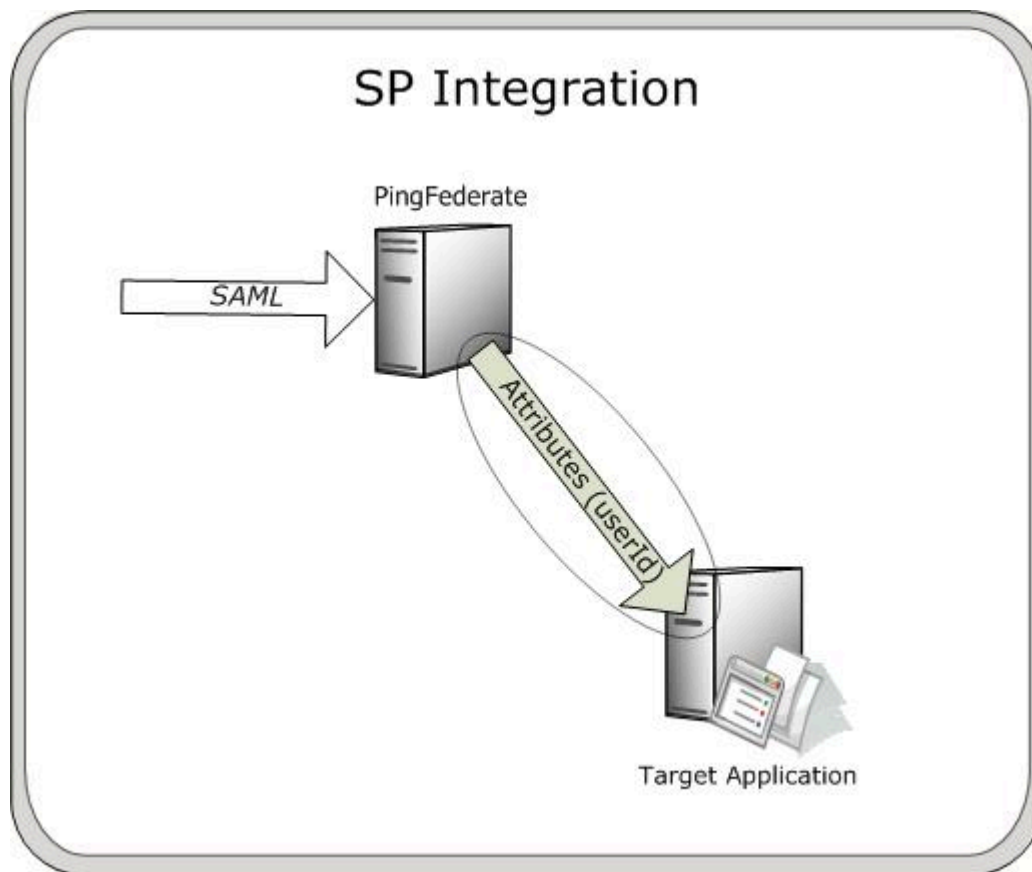 SP Integration
PingFederate
SAML
Attributes (userId)
Target Application